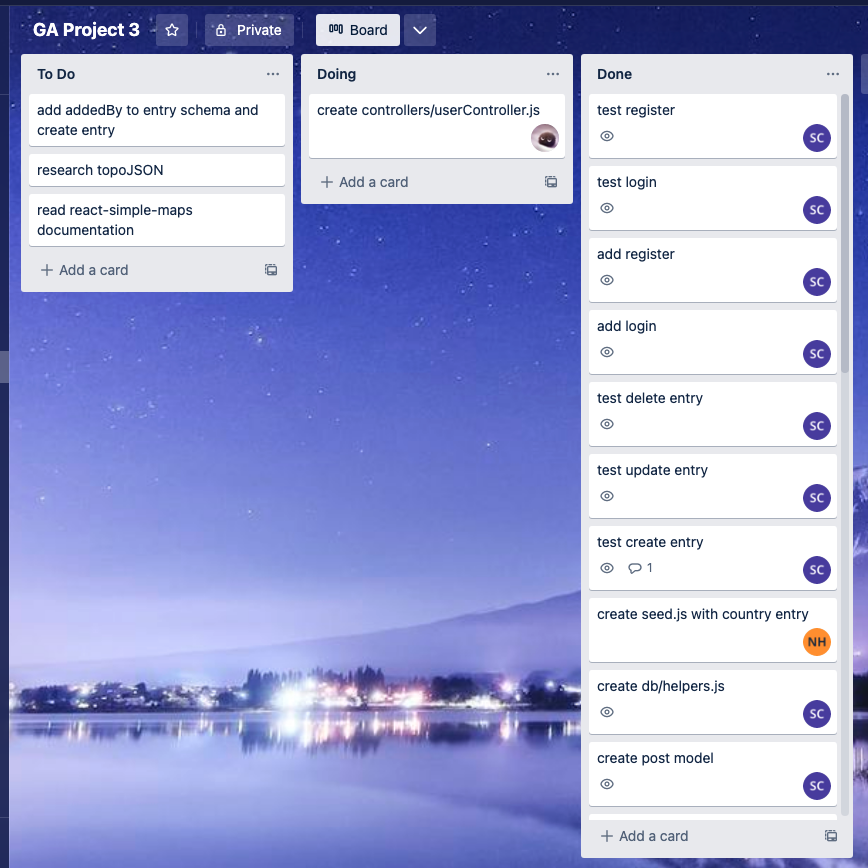 GA Project 3
Private
Board
To Do
add addedBy to entry schema and
create entry
research topoJSON
read react-simple-maps
documentation
Add a card
Doing
create controllers/userController.js
Add a card
Done
test register
SC
test login
SC
add register
SC
add login
SC
test delete entry
SC
test update entry
SC
test create entry
1
SC
create seed.js with country entry
NH
create db/helpers.js
SC
create post model
SC
Add a card